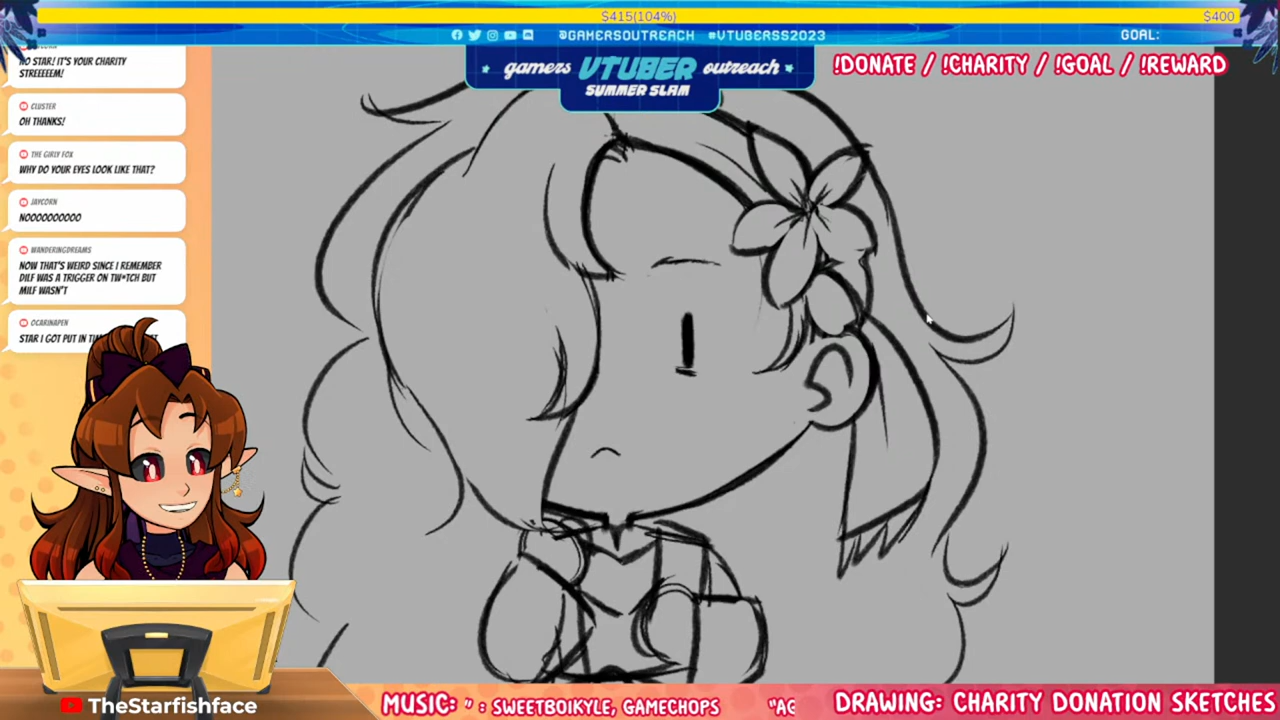 $415(104%)
$400
@GAMERSOUTREACH
#VTUBERSS2023
GOAL:
gamers VTUBER outreach
SUMMER SLAM
!DONATE / !CHARITY / !GOAL / !REWARD
NO STAR! IT'S YOUR CHARITY
STREEEEEM!
CLUSTER
OH THANKS!
THE GIRLY FOX
WHY DO YOUR EYES LOOK LIKE THAT?
JAYCORN
NOOOOOOOOOO
WANDERINGDREAMS
NOW THAT'S WEIRD SINCE I REMEMBER
DILF WAS A TRIGGER ON TW*TCH BUT
MILF WASN'T
OCARINAPEN
STAR I GOT PUT IN
TheStarfishface
MUSIC: " : SWEETBOIKYLE, GAMECHOPS "AG
DRAWING: CHARITY DONATION SKETCHES